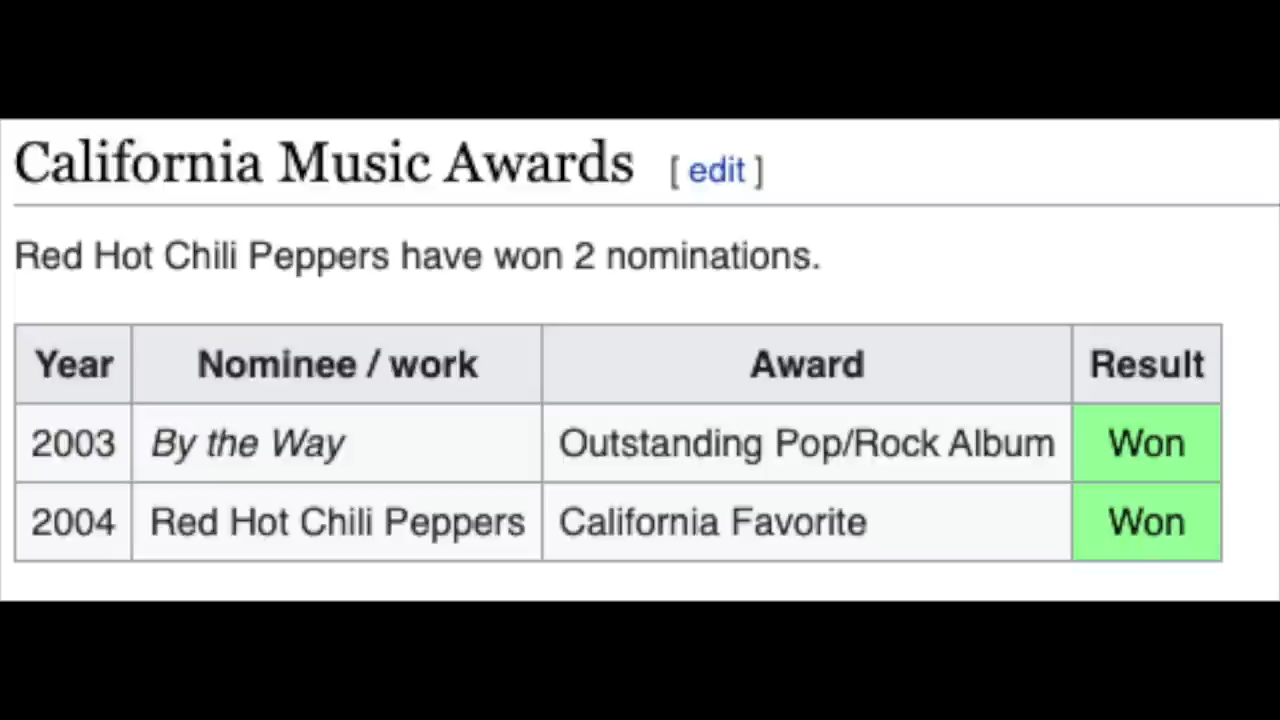 California Music Awards [ edit ]
Red Hot Chili Peppers have won 2 nominations.
Year Nominee / work Award Result
2003 By the Way Outstanding Pop/Rock Album Won
2004 Red Hot Chili Peppers California Favorite Won